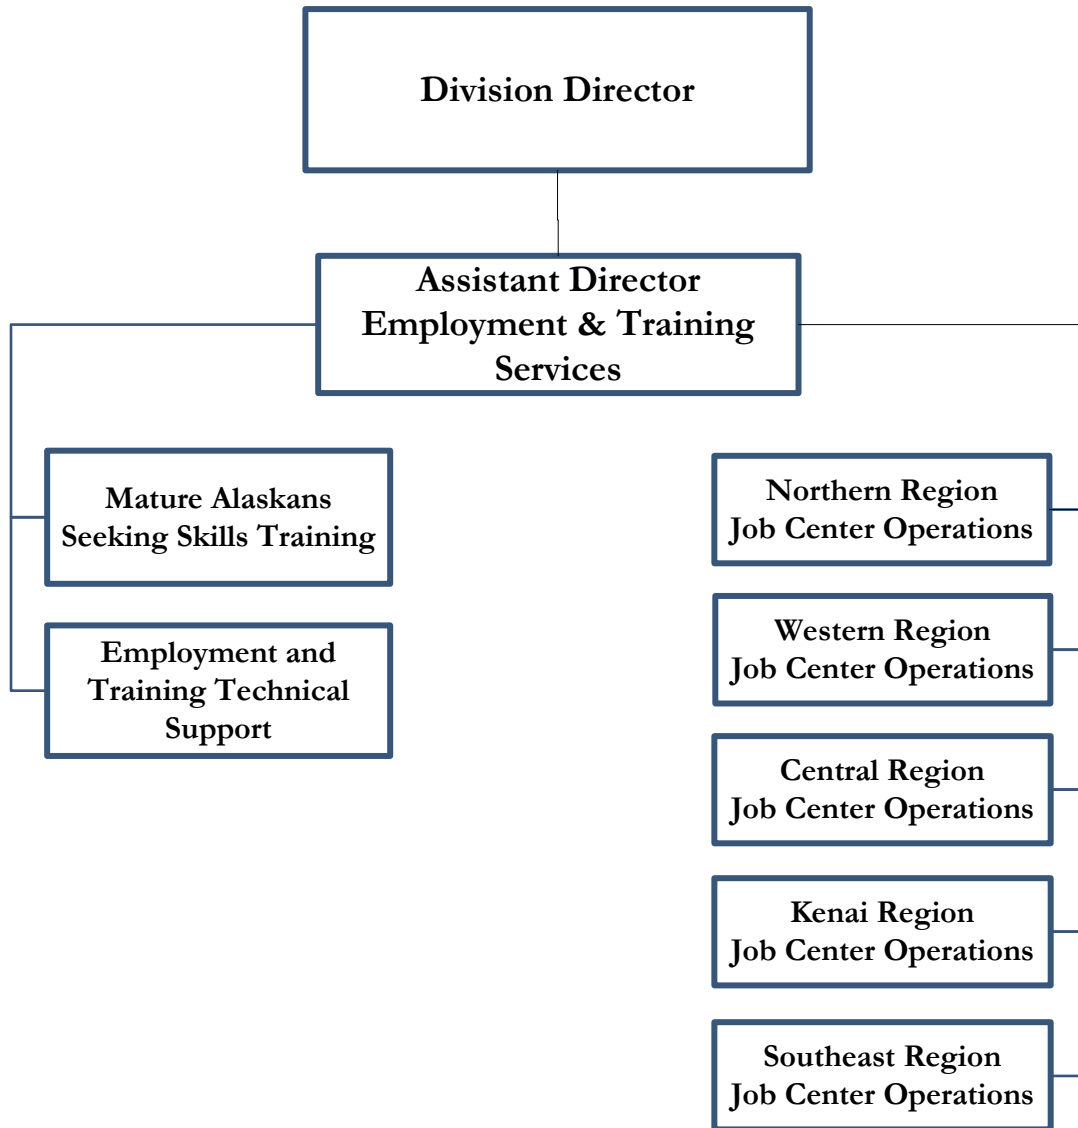 Division Director
Assistant Director
Employment & Training
Services
Mature Alaskans
Seeking Skills Training
Employment and
Training Technical
Support
Northern Region
Job Center Operations
Western Region
Job Center Operations
Central Region
Job Center Operations
Kenai Region
Job Center Operations
Southeast Region
Job Center Operations